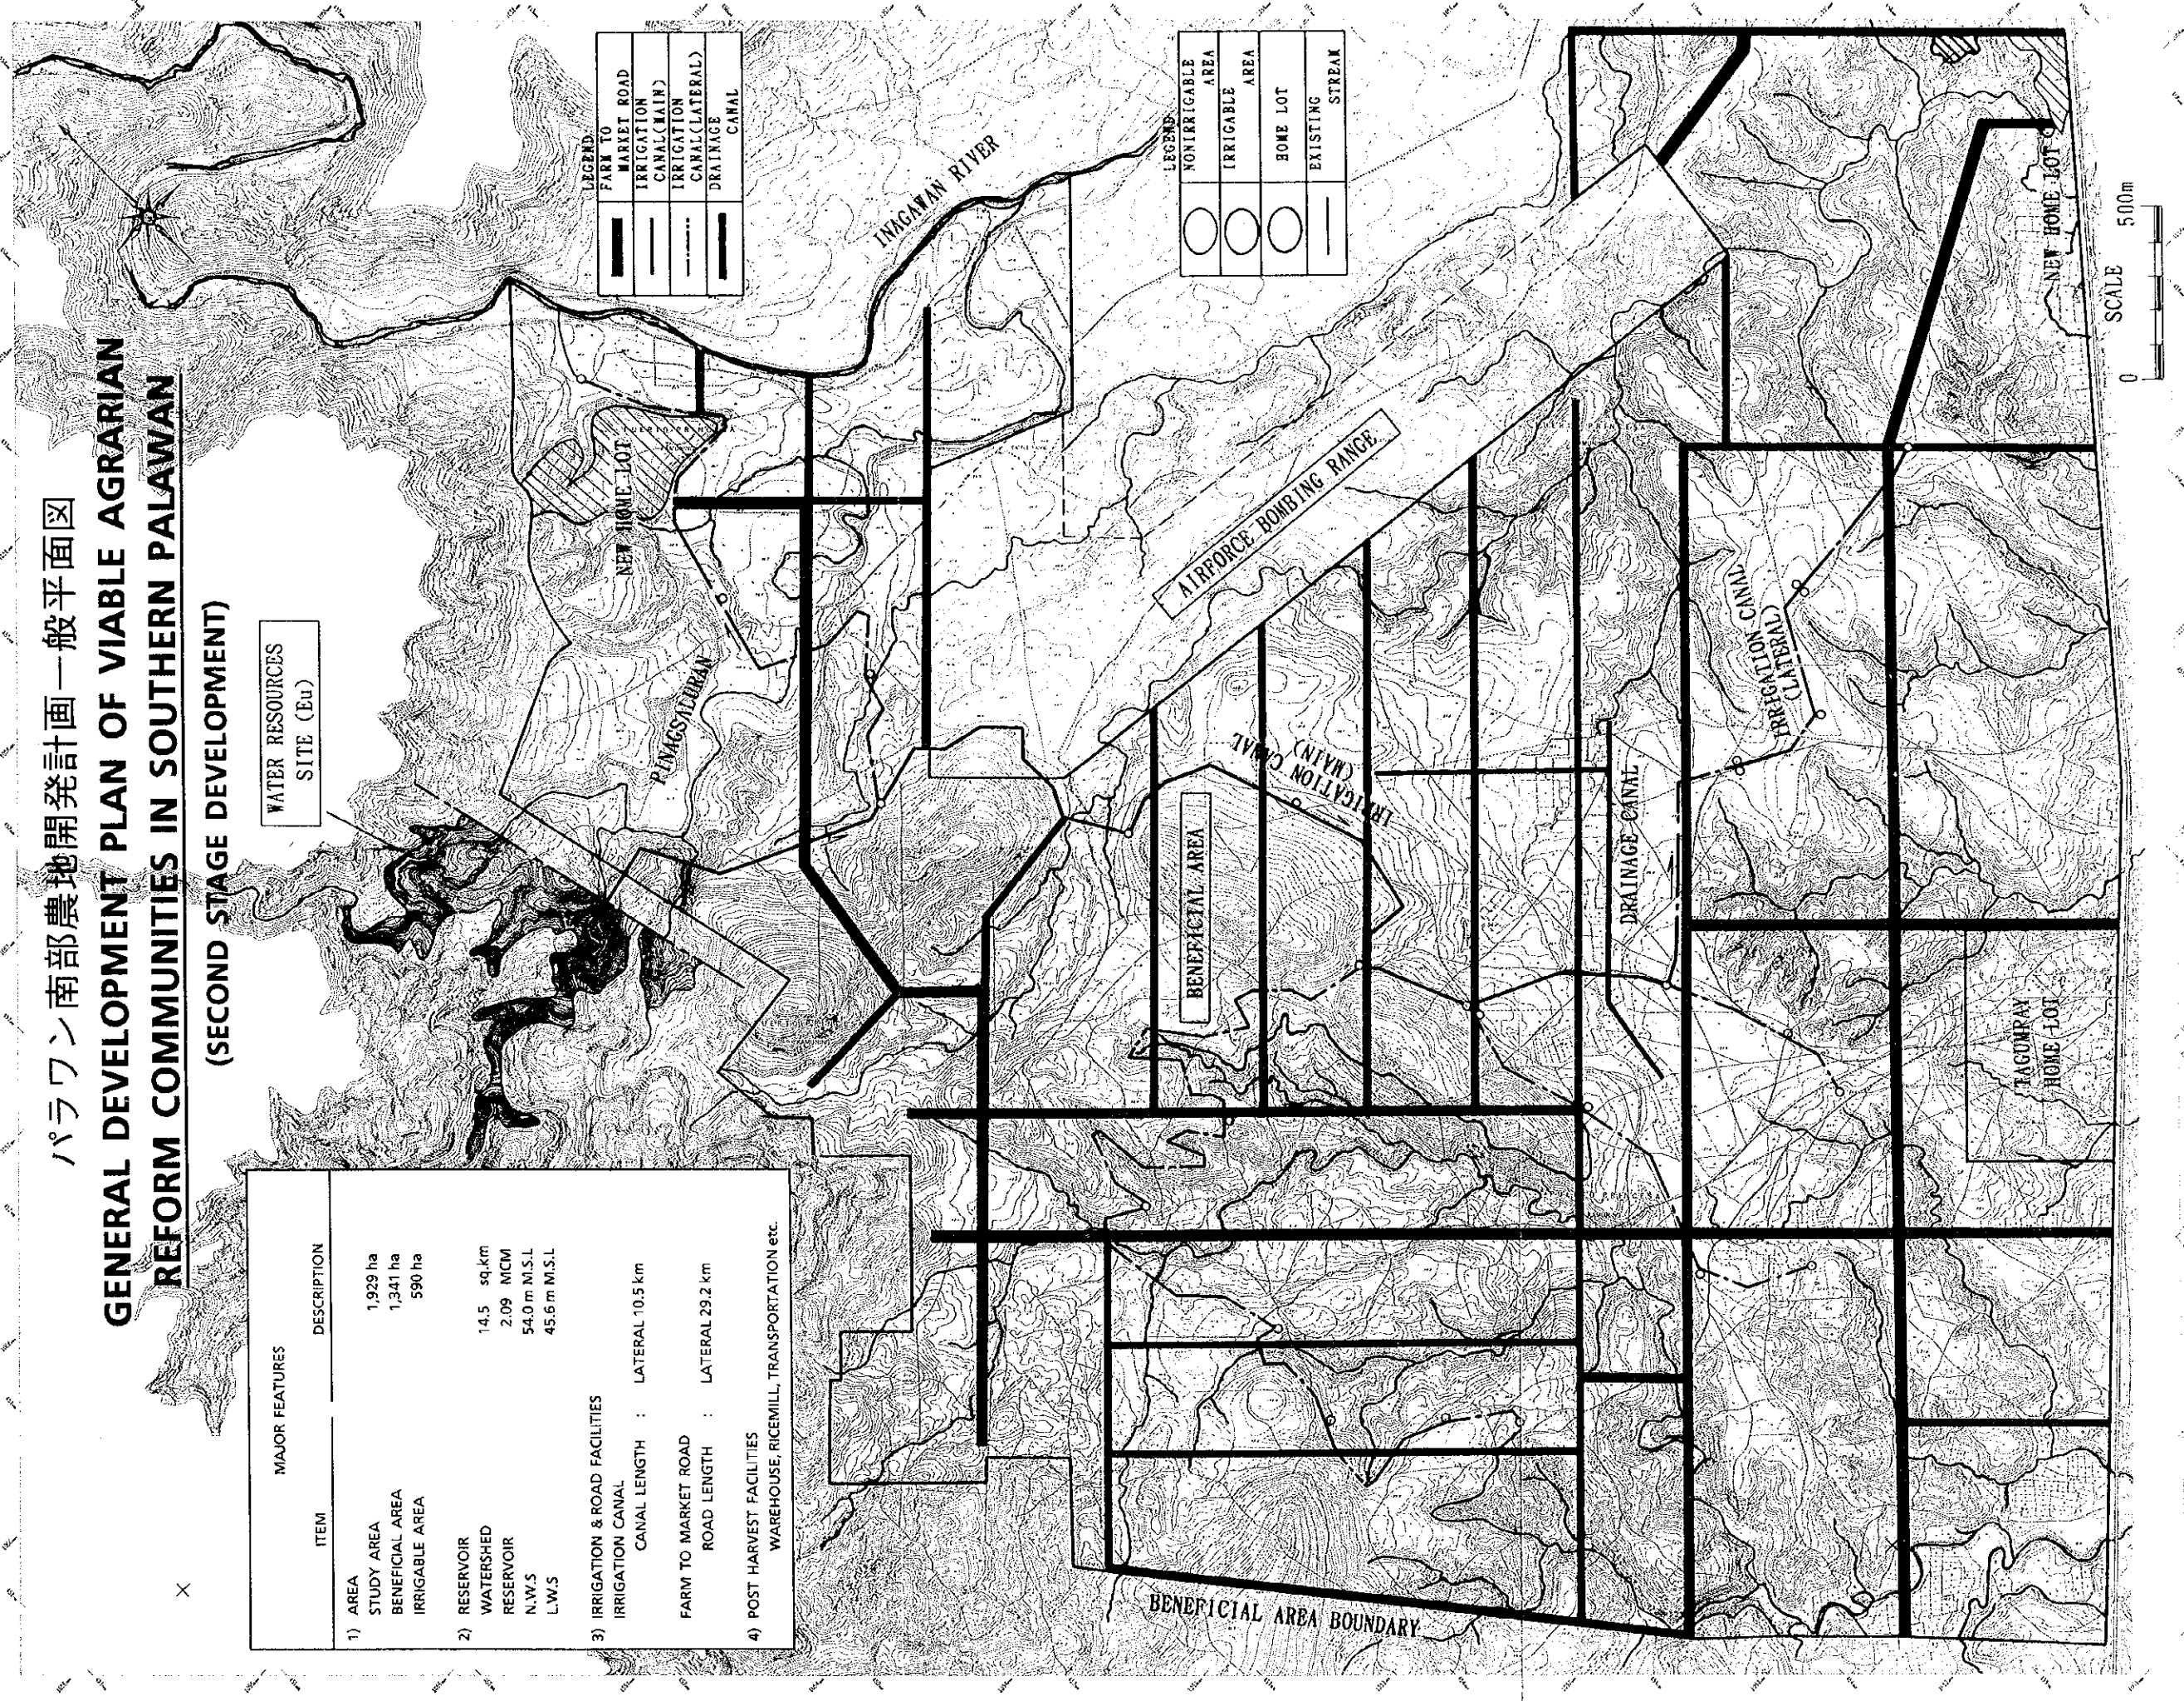 パラワン南部農地開発計画一般平面図
GENERAL DEVELOPMENT PLAN OF VIABLE AGRARIAN
REFORM COMMUNITIES IN SOUTHERN PALAWAN
(SECOND STAGE DEVELOPMENT)
MAJOR FEATURES
ITEM DESCRIPTION
1) AREA
STUDY AREA 1,929 ha
BENEFICIAL AREA 1,341 ha
IRRIGABLE AREA 590 ha
2) RESERVOIR
WATERSHED 14.5 sq.km
RESERVOIR 2.09 MCM
N.W.S 54.0 m M.S.L
L.W.S 45.6 m M.S.L
3) IRRIGATION & ROAD FACILITIES
IRRIGATION CANAL
CANAL LENGTH : LATERAL 10.5 km
FARM TO MARKET ROAD
ROAD LENGTH : LATERAL 29.2 km
4) POST HARVEST FACILITIES
WAREHOUSE, RICEMILL, TRANSPORTATION etc.
WATER RESOURCES
SITE (Eu)
LEGEND
FARM TO
MARKET ROAD
IRRIGATION
CANAL(MAIN)
IRRIGATION
CANAL(LATERAL)
DRAINAGE
CANAL
NEW HOME LOT
PINAGSALURAN
INAGAWAN RIVER
LEGEND
NONIRRIGABLE
AREA
IRRIGABLE
AREA
HOME LOT
EXISTING
STREAM
AIRFORCE BOMBING RANGE
BENEFICIAL AREA
IRRIGATION CANAL
(MAIN)
DRAINAGE CANAL
IRRIGATION CANAL
(LATERAL)
BENEFICIAL AREA BOUNDARY
TAGUMRAY
HOME LOT
NEW HOME LOT
SCALE
0 500m